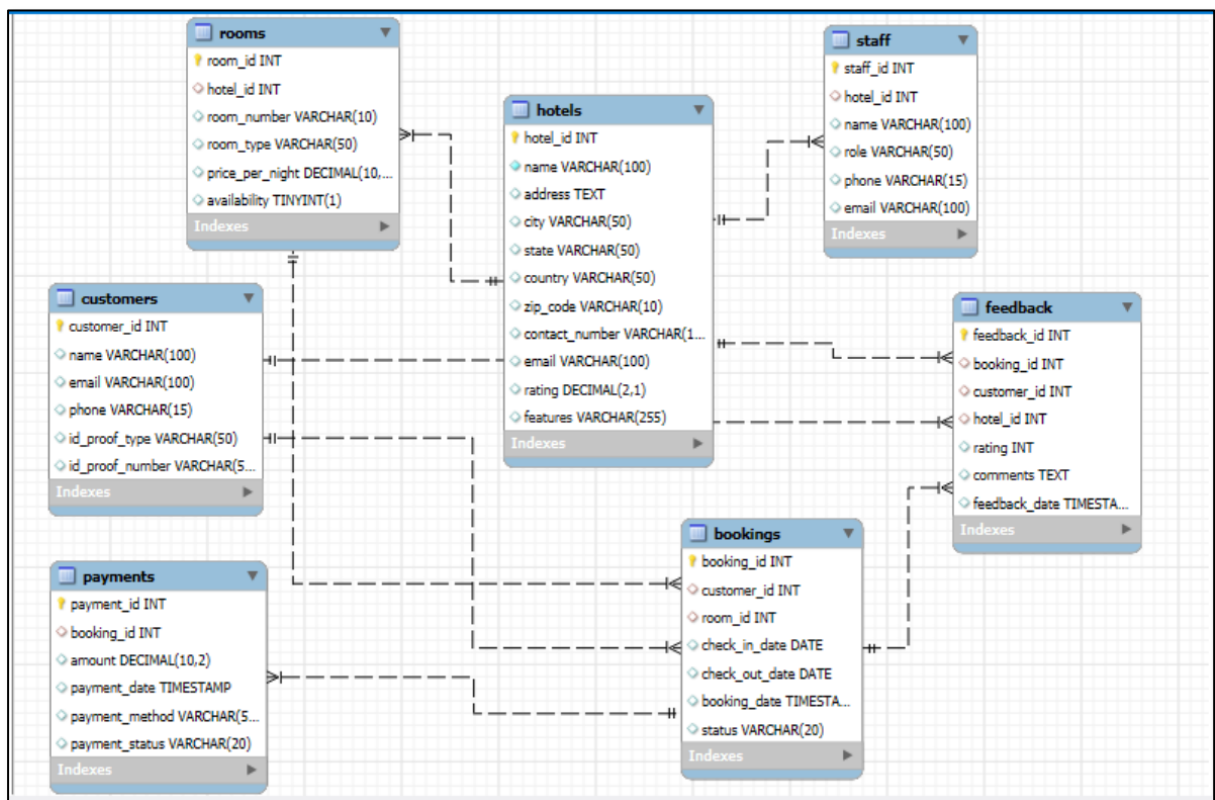 rooms
room_id INT
hotel_id INT
room_number VARCHAR(10)
room_type VARCHAR(50)
price_per_night DECIMAL(10,...
availability TINYINT(1)
Indexes
staff
staff_id INT
hotel_id INT
name VARCHAR(100)
role VARCHAR(50)
phone VARCHAR(15)
email VARCHAR(100)
Indexes
hotels
hotel_id INT
name VARCHAR(100)
address TEXT
city VARCHAR(50)
state VARCHAR(50)
country VARCHAR(50)
zip_code VARCHAR(10)
contact_number VARCHAR(1...
email VARCHAR(100)
rating DECIMAL(2,1)
features VARCHAR(255)
Indexes
customers
customer_id INT
name VARCHAR(100)
email VARCHAR(100)
phone VARCHAR(15)
id_proof_type VARCHAR(50)
id_proof_number VARCHAR(5...
Indexes
feedback
feedback_id INT
booking_id INT
customer_id INT
hotel_id INT
rating INT
comments TEXT
feedback_date TIMESTA...
Indexes
payments
payment_id INT
booking_id INT
amount DECIMAL(10,2)
payment_date TIMESTAMP
payment_method VARCHAR(5...
payment_status VARCHAR(20)
Indexes
bookings
booking_id INT
customer_id INT
room_id INT
check_in_date DATE
check_out_date DATE
booking_date TIMESTA...
status VARCHAR(20)
Indexes